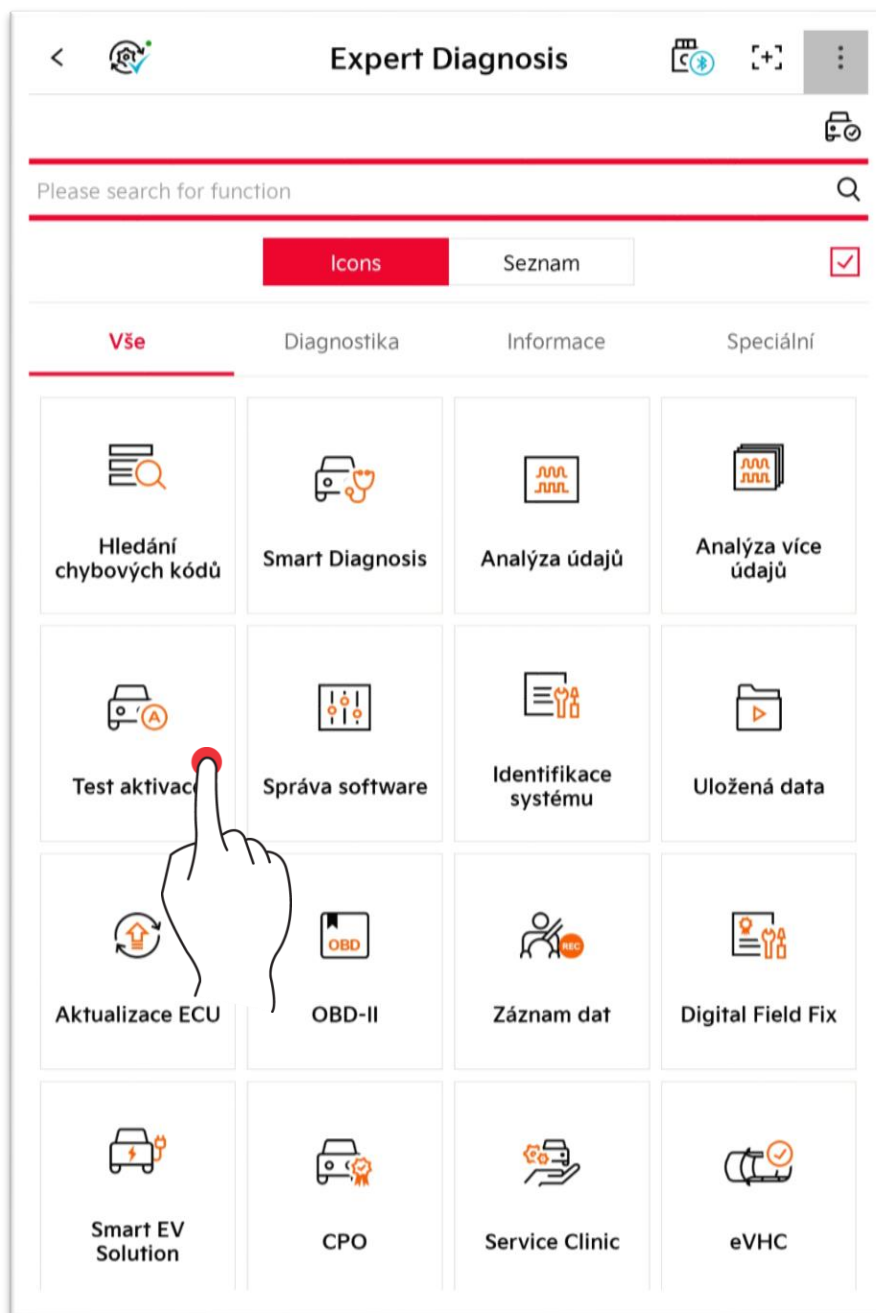 Expert Diagnosis
Please search for function
Icons
Seznam
Vše
Diagnostika
Informace
Speciální
Hledání
chybových kódů
Smart Diagnosis
Analýza údajů
Analýza více
údajů
A
Test aktivac
Správa software
Identifikace
systému
Uložená data
Aktualizace ECU
OBD
OBD-II
REC
Záznam dat
Digital Field Fix
Smart EV
Solution
CPO
Service Clinic
eVHC